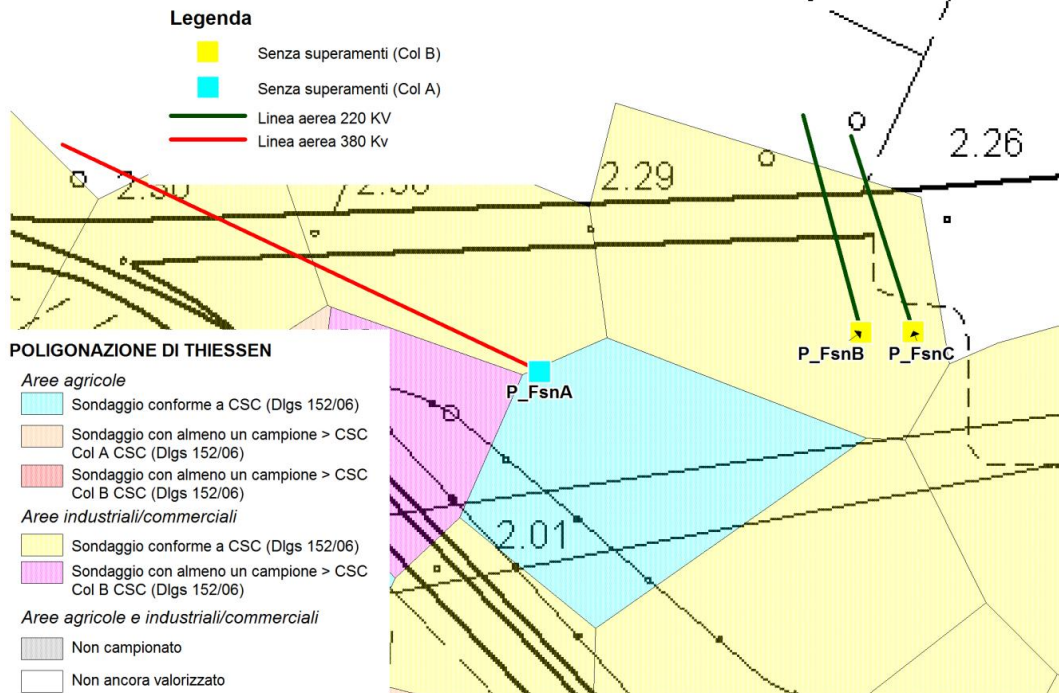 Legenda
Senza superamenti (Col B)
Senza superamenti (Col A)
Linea aerea 220 KV
Linea aerea 380 Kv
2.29
2.26
P_FsnB
P_FsnC
P_FsnA
2.01
POLIGONAZIONE DI THIESSEN
Aree agricole
Sondaggio conforme a CSC (Dlgs 152/06)
Sondaggio con almeno un campione > CSC
Col A CSC (Dlgs 152/06)
Sondaggio con almeno un campione > CSC
Col B CSC (Dlgs 152/06)
Aree industriali/commerciali
Sondaggio conforme a CSC (Dlgs 152/06)
Sondaggio con almeno un campione > CSC
Col B CSC (Dlgs 152/06)
Aree agricole e industriali/commerciali
Non campionato
Non ancora valorizzato